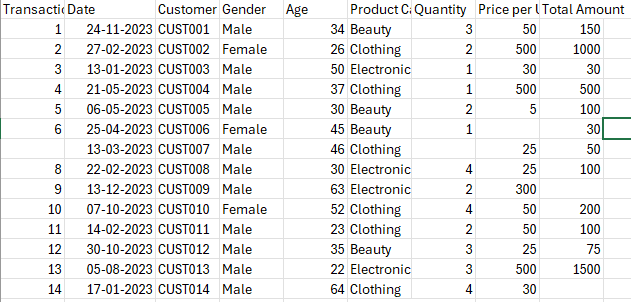 Transactio Date Customer Gender Age Product Ca Quantity Price per U Total Amount
1 24-11-2023 CUST001 Male 34 Beauty 3 50 150
2 27-02-2023 CUST002 Female 26 Clothing 2 500 1000
3 13-01-2023 CUST003 Male 50 Electronic 1 30 30
4 21-05-2023 CUST004 Male 37 Clothing 1 500 500
5 06-05-2023 CUST005 Male 30 Beauty 2 5 100
6 25-04-2023 CUST006 Female 45 Beauty 1 30
13-03-2023 CUST007 Male 46 Clothing 25 50
8 22-02-2023 CUST008 Male 30 Electronic 4 25 100
9 13-12-2023 CUST009 Male 63 Electronic 2 300
10 07-10-2023 CUST010 Female 52 Clothing 4 50 200
11 14-02-2023 CUST011 Male 23 Clothing 2 50 100
12 30-10-2023 CUST012 Male 35 Beauty 3 25 75
13 05-08-2023 CUST013 Male 22 Electronic 3 500 1500
14 17-01-2023 CUST014 Male 64 Clothing 4 30